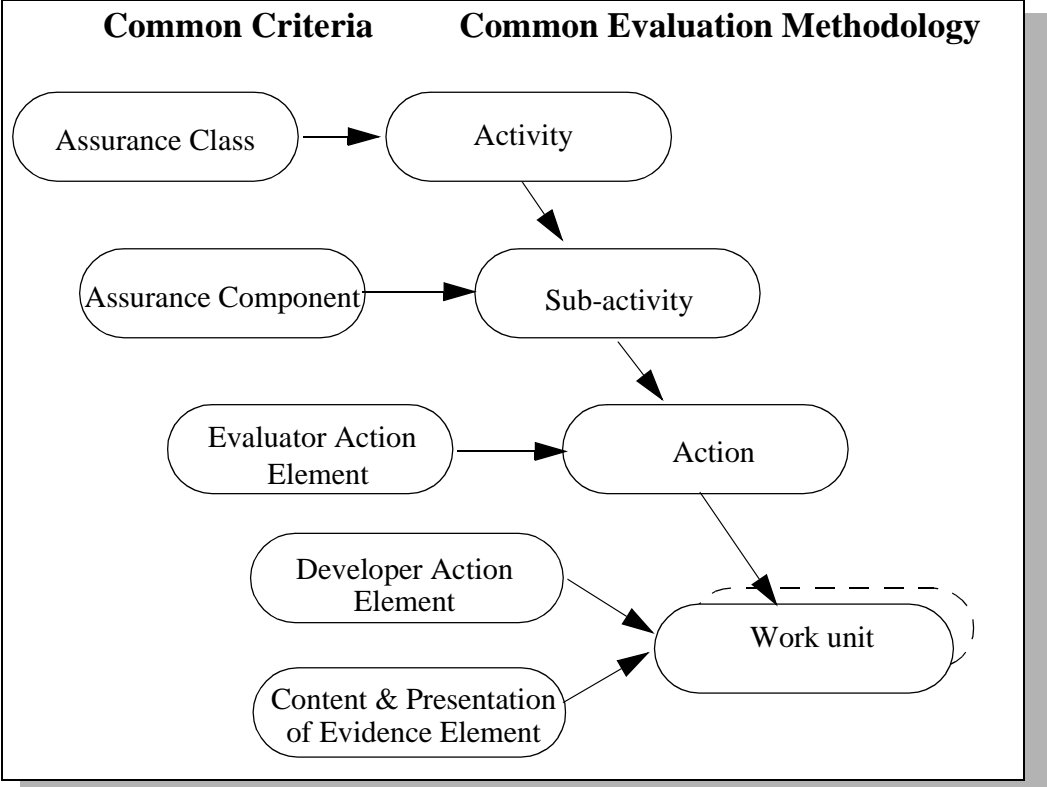 Common Criteria
Common Evaluation Methodology
Assurance Class
Activity
Assurance Component
Sub-activity
Evaluator Action
Element
Action
Developer Action
Element
Work unit
Content & Presentation
of Evidence Element